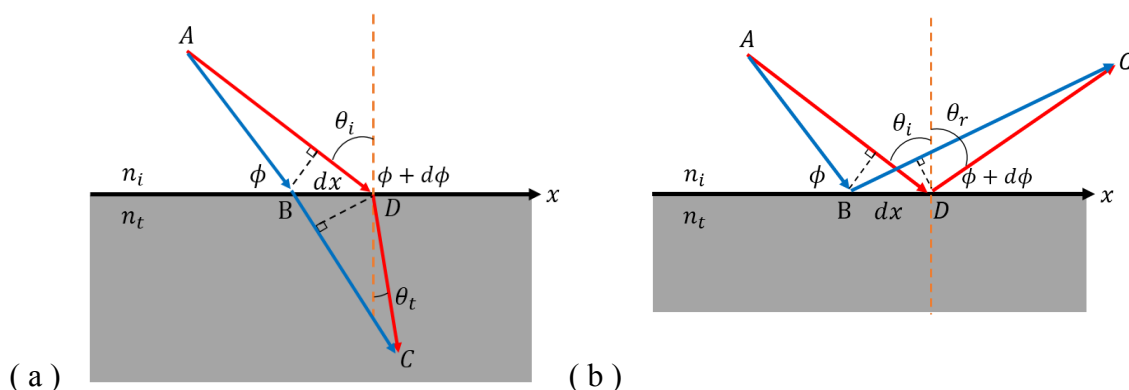 A
θᵢ
nᵢ ϕ dx ϕ + dϕ
x
nₜ B D
θₜ
C
( a )
A
C
θᵢ θᵣ
nᵢ ϕ ϕ + dϕ
x
nₜ B dx D
( b )